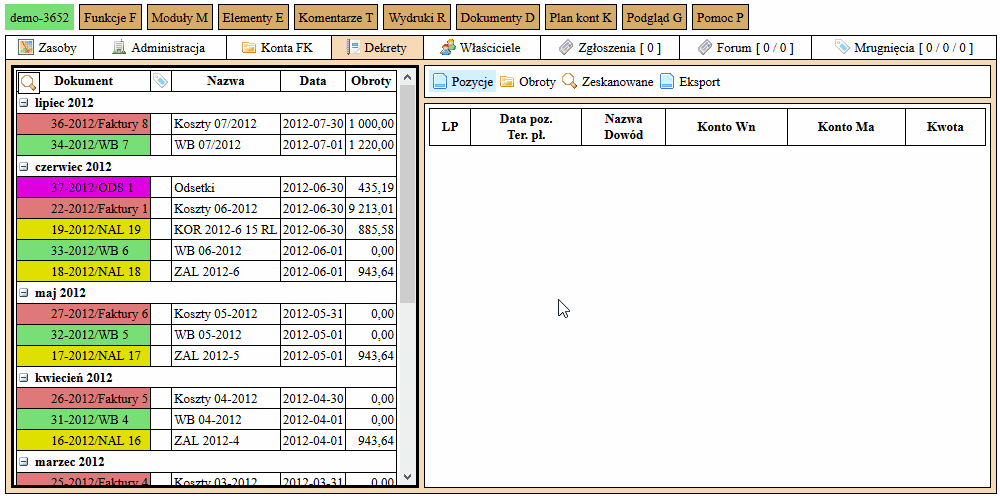 demo-3652 Funkcje F Moduły M Elementy E Komentarze T Wydruki R Dokumenty D Plan kont K Podgląd G Pomoc P
Zasoby Administracja Konta FK Dekrety Właściciele Zgłoszenia [ 0 ] Forum [ 0 / 0 ] Mrugnięcia [ 0 / 0 / 0 ]
Dokument Nazwa Data Obroty
lipiec 2012
36-2012/Faktury 8 Koszty 07/2012 2012-07-30 1 000,00
34-2012/WB 7 WB 07/2012 2012-07-01 1 220,00
czerwiec 2012
37-2012/ODS 1 Odsetki 2012-06-30 435,19
22-2012/Faktury 1 Koszty 06-2012 2012-06-30 9 213,01
19-2012/NAL 19 KOR 2012-6 15 RL 2012-06-30 885,58
33-2012/WB 6 WB 06-2012 2012-06-01 0,00
18-2012/NAL 18 ZAL 2012-6 2012-06-01 943,64
maj 2012
27-2012/Faktury 6 Koszty 05-2012 2012-05-31 0,00
32-2012/WB 5 WB 05-2012 2012-05-01 0,00
17-2012/NAL 17 ZAL 2012-5 2012-05-01 943,64
kwiecień 2012
26-2012/Faktury 5 Koszty 04-2012 2012-04-30 0,00
31-2012/WB 4 WB 04-2012 2012-04-01 0,00
16-2012/NAL 16 ZAL 2012-4 2012-04-01 943,64
marzec 2012
25-2012/Faktury 4 Koszty 03-2012 2012-03-31 0,00
Pozycje Obroty Zeskanowane Eksport
LP Data poz. Nazwa Konto Wn Konto Ma Kwota
Ter. pł. Dowód